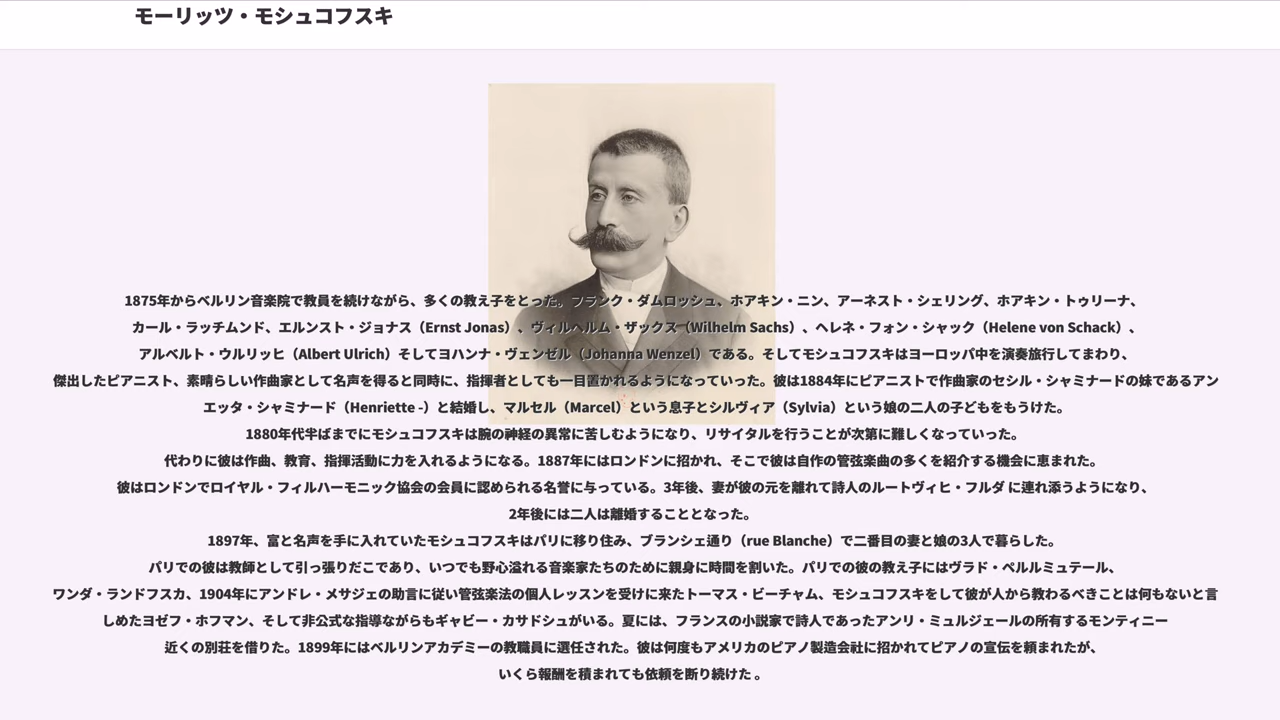 モーリッツ・モシュコフスキ
1875年からベルリン音楽院で教員を続けながら、多くの教え子をとった。フランク・ダムロッシュ、ホアキン・ニン、アーネスト・シェリング、ホアキン・トゥリーナ、
カール・ラッチムンド、エルンスト・ジョナス（Ernst Jonas）、ヴィルヘルム・ザックス（Wilhelm Sachs）、ヘレネ・フォン・シャック（Helene von Schack）、
アルベルト・ウルリッヒ（Albert Ulrich）そしてヨハンナ・ヴェンゼル（Johanna Wenzel）である。そしてモシュコフスキはヨーロッパ中を演奏旅行してまわり、
傑出したピアニスト、素晴らしい作曲家として名声を得ると同時に、指揮者としても一目置かれるようになっていった。彼は1884年にピアニストで作曲家のセシル・シャミナードの妹であるアン
エッタ・シャミナード（Henriette -）と結婚し、マルセル（Marcel）という息子とシルヴィア（Sylvia）という娘の二人の子どもをもうけた。
1880年代半ばまでにモシュコフスキは腕の神経の異常に苦しむようになり、リサイタルを行うことが次第に難しくなっていった。
代わりに彼は作曲、教育、指揮活動に力を入れるようになる。1887年にはロンドンに招かれ、そこで彼は自作の管弦楽曲の多くを紹介する機会に恵まれた。
彼はロンドンでロイヤル・フィルハーモニック協会の会員に認められる名誉に与っている。3年後、妻が彼の元を離れて詩人のルートヴィヒ・フルダ に連れ添うようになり、
2年後には二人は離婚することとなった。
1897年、富と名声を手に入れていたモシュコフスキはパリに移り住み、ブランシェ通り（rue Blanche）で二番目の妻と娘の3人で暮らした。
パリでの彼は教師として引っ張りだこであり、いつでも野心溢れる音楽家たちのために親身に時間を割いた。パリでの彼の教え子にはヴラド・ペルルミュテール、
ワンダ・ランドフスカ、1904年にアンドレ・メサジェの助言に従い管弦楽法の個人レッスンを受けに来たトーマス・ビーチャム、モシュコフスキをして彼が人から教わるべきことは何もないと言
しめたヨゼフ・ホフマン、そして非公式な指導ながらもギャビー・カサドシュがいる。夏には、フランスの小説家で詩人であったアンリ・ミュルジェールの所有するモンティニー
近くの別荘を借りた。1899年にはベルリンアカデミーの教職員に選任された。彼は何度もアメリカのピアノ製造会社に招かれてピアノの宣伝を頼まれたが、
いくら報酬を積まれても依頼を断り続けた 。